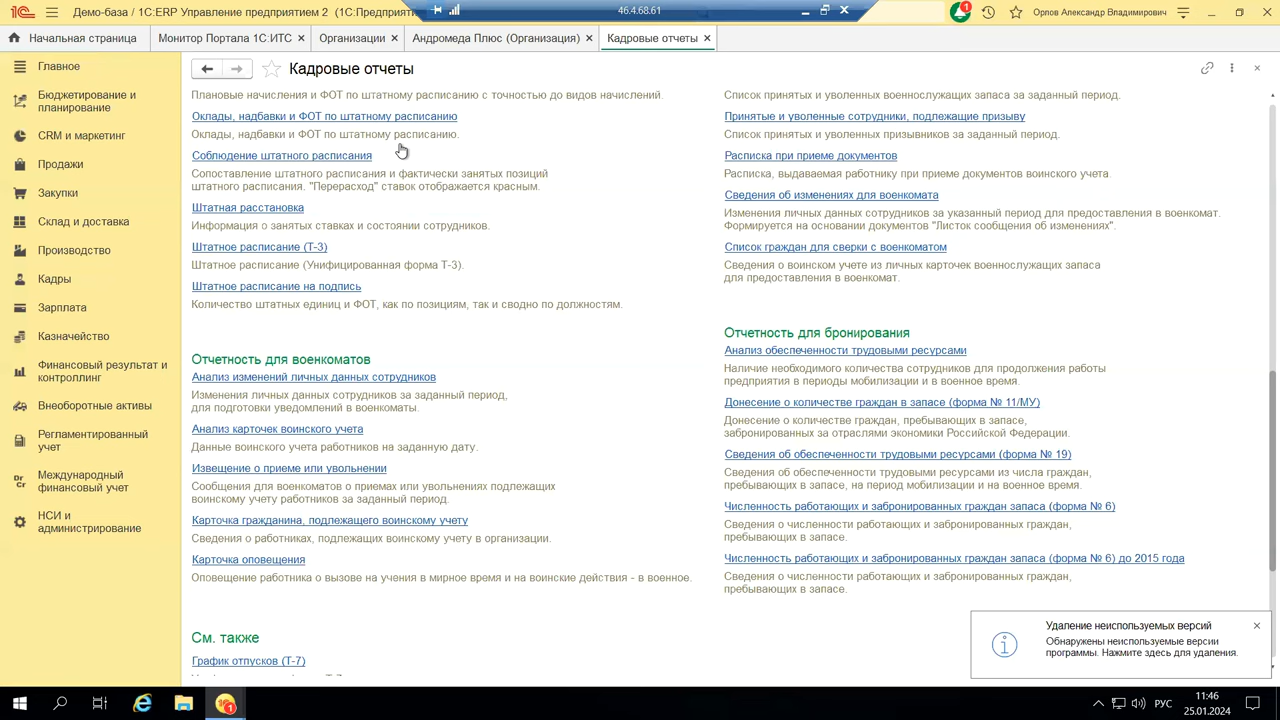 Демо-база / 1С:ERP Управление предприятием 2 (1С:Предприят
46.4.68.61
1
Орлов Александр Владимирович
Начальная страница
Монитор Портала 1С:ИТС
Организации
Андромеда Плюс (Организация)
Кадровые отчеты
Главное
Бюджетирование и
планирование
CRM и маркетинг
Продажи
Закупки
Склад и доставка
Производство
Кадры
Зарплата
Казначейство
Финансовый результат и
контроллинг
Внеоборотные активы
Регламентированный
учет
Международный
финансовый учет
НСИ и
администрирование
Кадровые отчеты
Плановые начисления и ФОТ по штатному расписанию с точностью до видов начислений.
Оклады, надбавки и ФОТ по штатному расписанию
Оклады, надбавки и ФОТ по штатному расписанию.
Соблюдение штатного расписания
Сопоставление штатного расписания и фактически занятых позиций
штатного расписания. "Перерасход" ставок отображается красным.
Штатная расстановка
Информация о занятых ставках и состоянии сотрудников.
Штатное расписание (Т-3)
Штатное расписание (Унифицированная форма Т-3).
Штатное расписание на подпись
Количество штатных единиц и ФОТ, как по позициям, так и сводно по должностям.
Отчетность для военкоматов
Анализ изменений личных данных сотрудников
Изменения личных данных сотрудников за заданный период,
для подготовки уведомлений в военкоматы.
Анализ карточек воинского учета
Данные воинского учета работников на заданную дату.
Извещение о приеме или увольнении
Сообщения для военкоматов о приемах или увольнениях подлежащих
воинскому учету работников за заданный период.
Карточка гражданина, подлежащего воинскому учету
Сведения о работниках, подлежащих воинскому учету в организации.
Карточка оповещения
Оповещение работника о вызове на учения в мирное время и на воинские действия - в военное.
См. также
График отпусков (Т-7)
Список принятых и уволенных военнослужащих запаса за заданный период.
Принятые и уволенные сотрудники, подлежащие призыву
Список принятых и уволенных призывников за заданный период.
Расписка при приеме документов
Расписка, выдаваемая работнику при приеме документов воинского учета.
Сведения об изменениях для военкомата
Изменения личных данных сотрудников за указанный период для предоставления в военкомат.
Формируется на основании документов "Листок сообщения об изменениях".
Список граждан для сверки с военкоматом
Сведения о воинском учете из личных карточек военнослужащих запаса
для предоставления в военкомат.
Отчетность для бронирования
Анализ обеспеченности трудовыми ресурсами
Наличие необходимого количества сотрудников для продолжения работы
предприятия в периоды мобилизации и в военное время.
Донесение о количестве граждан в запасе (форма № 11/МУ)
Донесение о количестве граждан, пребывающих в запасе,
забронированных за отраслями экономики Российской Федерации.
Сведения об обеспеченности трудовыми ресурсами (форма № 19)
Сведения об обеспеченности трудовыми ресурсами из числа граждан,
пребывающих в запасе, на период мобилизации и на военное время.
Численность работающих и забронированных граждан запаса (форма № 6)
Сведения о численности работающих и забронированных граждан,
пребывающих в запасе.
Численность работающих и забронированных граждан запаса (форма № 6) до 2015 года
Сведения о численности работающих и забронированных граждан,
пребывающих в запасе.
Удаление неиспользуемых версий
Обнаружены неиспользуемые версии
программы. Нажмите здесь для удаления.
РУС
11:46
25.01.2024